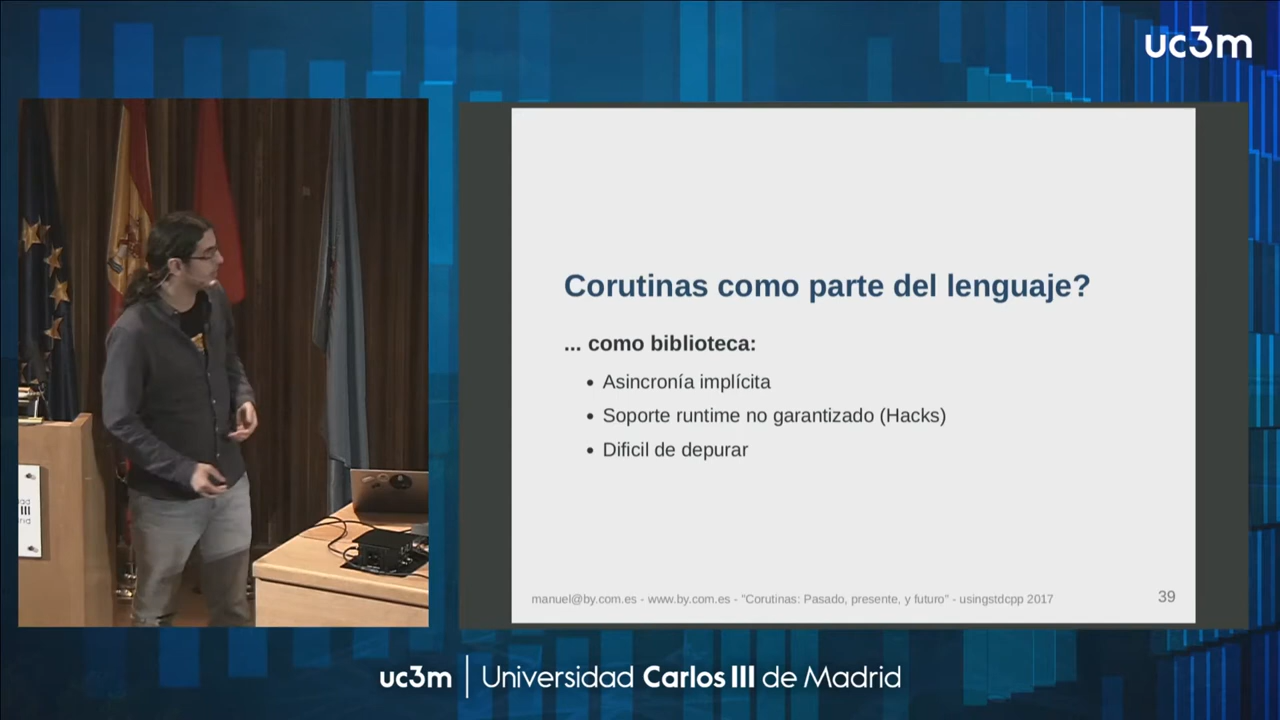 uc3m
Corutinas como parte del lenguaje?
... como biblioteca:
• Asincronía implícita
• Soporte runtime no garantizado (Hacks)
• Dificil de depurar
manuel@by.com.es - www.by.com.es - "Corutinas: Pasado, presente, y futuro" - usingstdcpp 2017
39
III
uc3m | Universidad Carlos III de Madrid